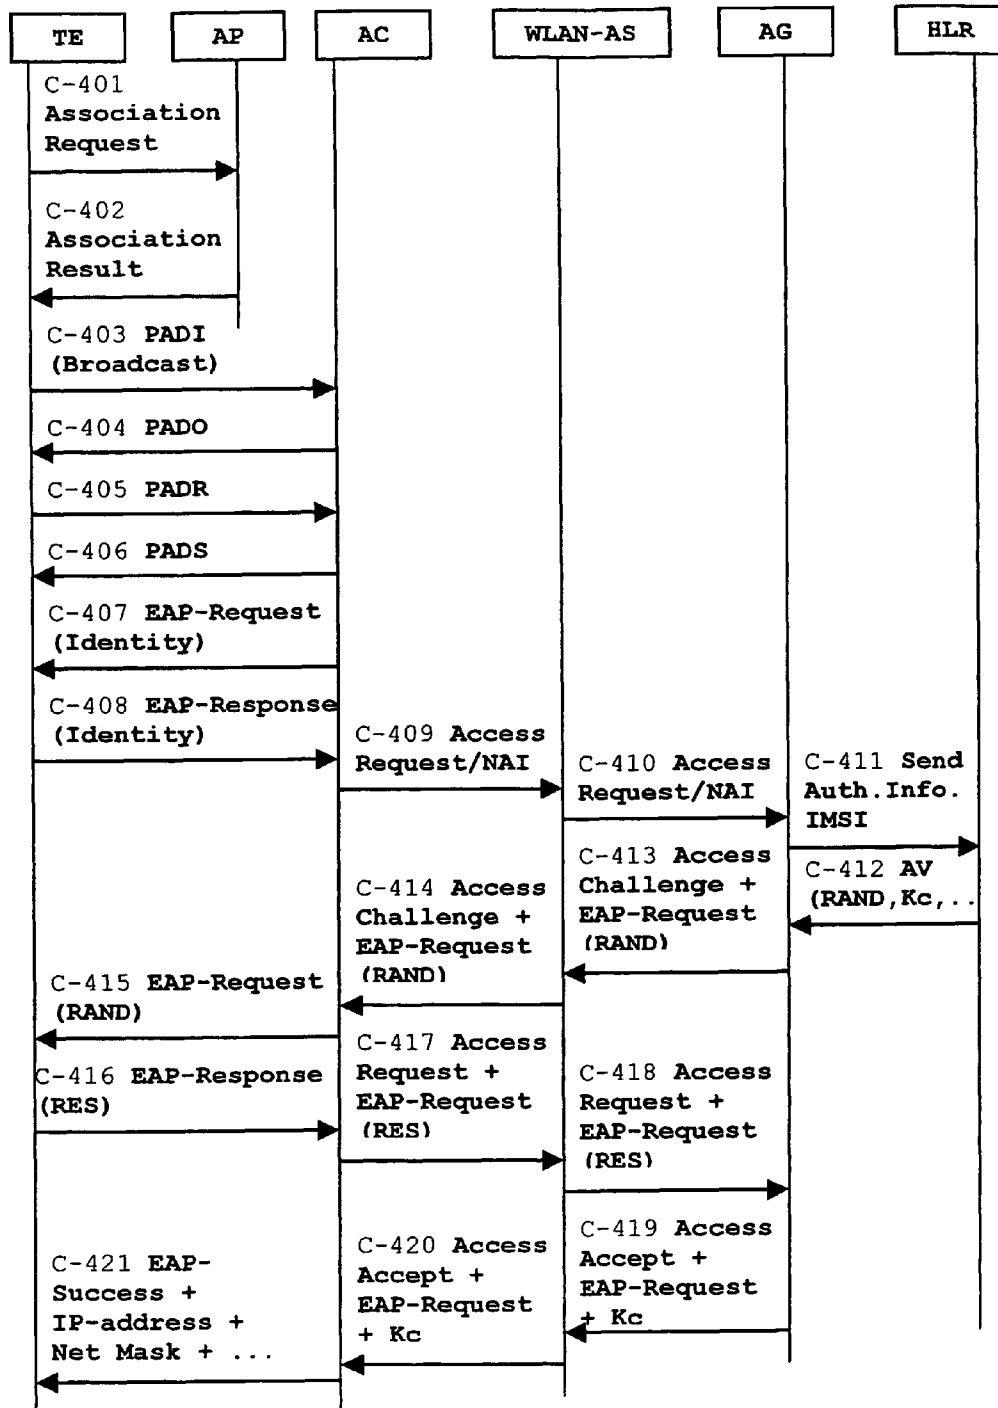 TE
AP
AC
WLAN-AS
AG
HLR
C-401
Association
Request
C-402
Association
Result
C-403 PADI
(Broadcast)
C-404 PADO
C-405 PADR
C-406 PADS
C-407 EAP-Request
(Identity)
C-408 EAP-Response
(Identity)
C-409 Access
Request/NAI
C-410 Access
Request/NAI
C-411 Send
Auth.Info.
IMSI
C-412 AV
(RAND,Kc,..
C-413 Access
Challenge +
EAP-Request
(RAND)
C-414 Access
Challenge +
EAP-Request
(RAND)
C-415 EAP-Request
(RAND)
C-416 EAP-Response
(RES)
C-417 Access
Request +
EAP-Request
(RES)
C-418 Access
Request +
EAP-Request
(RES)
C-419 Access
Accept +
EAP-Request
+ Kc
C-420 Access
Accept +
EAP-Request
+ Kc
C-421 EAP-
Success +
IP-address +
Net Mask + ...